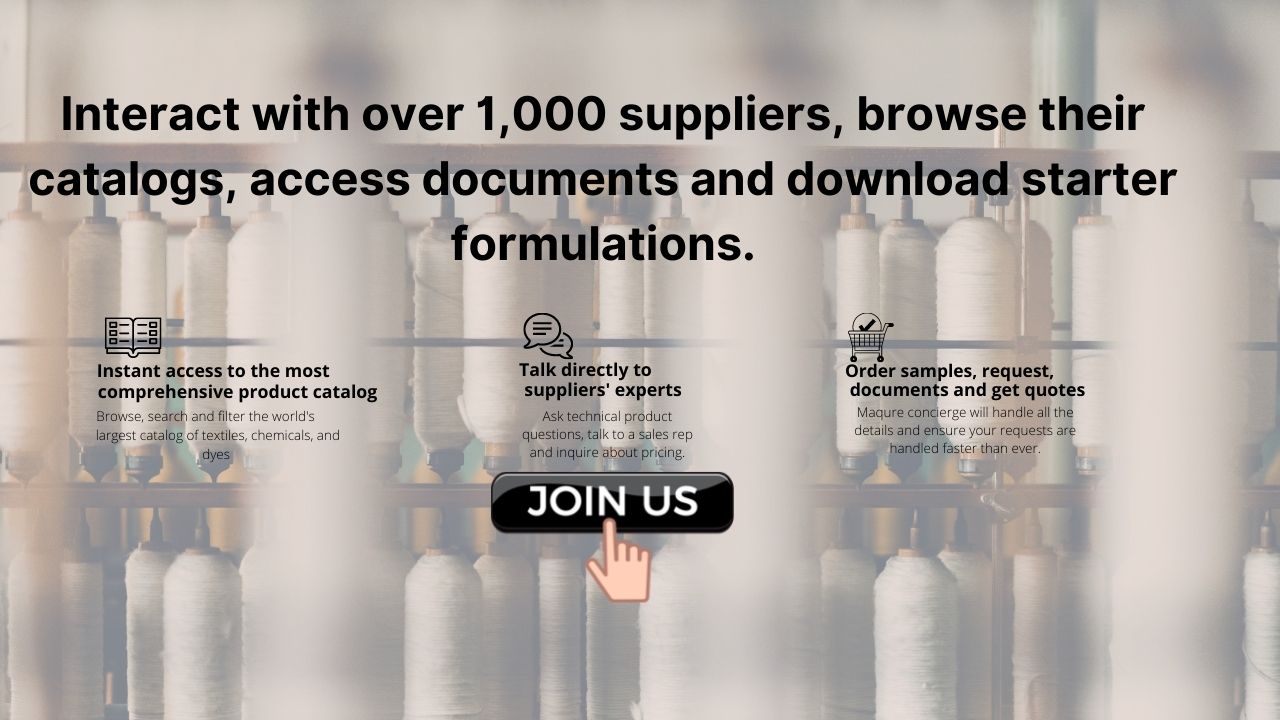 Interact with over 1,000 suppliers, browse their
catalogs, access documents and download starter
formulations.
Instant access to the most
comprehensive product catalog
Browse, search and filter the world's
largest catalog of textiles, chemicals, and
dyes
Talk directly to
suppliers' experts
Ask technical product
questions, talk to a sales rep
and inquire about pricing.
Order samples, request,
documents and get quotes
Maqure concierge will handle all the
details and ensure your requests are
handled faster than ever.
JOIN US